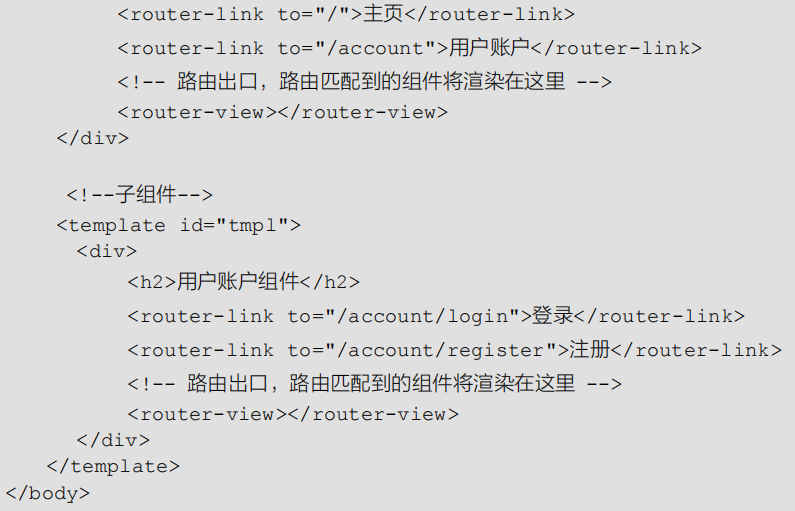 <router-link to="/">主页</router-link>
<router-link to="/account">用户账户</router-link>
<!-- 路由出口，路由匹配到的组件将渲染在这里 -->
<router-view></router-view>
</div>
<!--子组件-->
<template id="tmpl">
<div>
<h2>用户账户组件</h2>
<router-link to="/account/login">登录</router-link>
<router-link to="/account/register">注册</router-link>
<!-- 路由出口，路由匹配到的组件将渲染在这里 -->
<router-view></router-view>
</div>
</template>
</body>